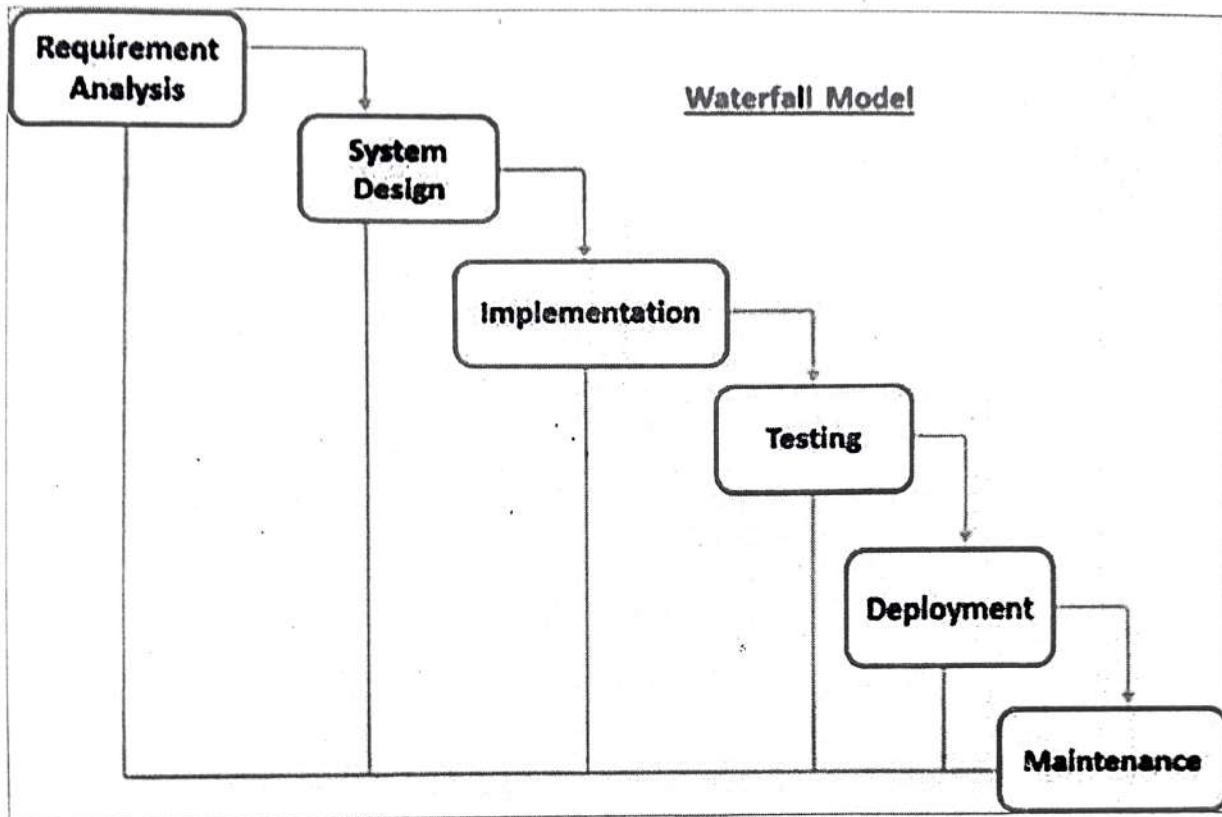 Requirement
Analysis
Waterfall Model
System
Design
Implementation
Testing
Deployment
Maintenance